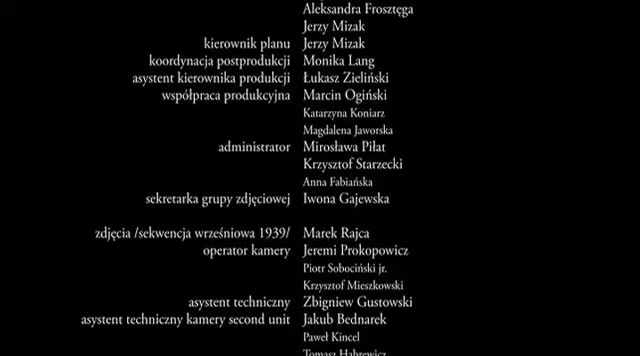 Aleksandra Frosztęga
Jerzy Mizak
kierownik planu Jerzy Mizak
koordynacja postprodukcji Monika Lang
asystent kierownika produkcji Łukasz Zieliński
współpraca produkcyjna Marcin Ogiński
Katarzyna Koniarz
Magdalena Jaworska
administrator Mirosława Piłat
Krzysztof Starzecki
Anna Fabiańska
sekretarka grupy zdjęciowej Iwona Gajewska
zdjęcia /sekwencja wrześniowa 1939/ Marek Rajca
operator kamery Jeremi Prokopowicz
Piotr Sobociński jr.
Krzysztof Mieszkowski
asystent techniczny Zbigniew Gustowski
asystent techniczny kamery second unit Jakub Bednarek
Paweł Kincel
Tomasz Habrewicz